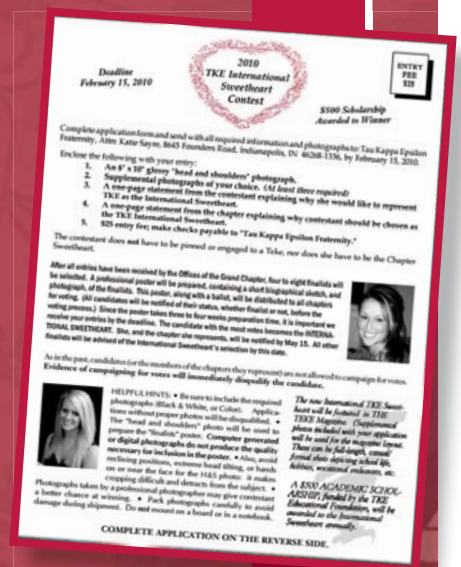 Deadline
February 15, 2010
2010
TKE International
Sweetheart
Contest
ENTRY
FEE
$25
$500 Scholarship
Awarded to Winner
Complete application form and send with all required information and photographs to: Tau Kappa Epsilon
Fraternity, Attn: Katie Sayre, 8645 Founders Road, Indianapolis, IN 46268-1336, by February 15, 2010.
Enclose the following with your entry:
1. An 8" x 10" glossy "head and shoulders" photograph.
2. Supplemental photographs of your choice. (At least three required)
3. A one-page statement from the contestant explaining why she would like to represent
TKE as the International Sweetheart.
4. A one-page statement from the chapter explaining why contestant should be chosen as
the TKE International Sweetheart.
5. $25 entry fee; make checks payable to "Tau Kappa Epsilon Fraternity."
The contestant does not have to be pinned or engaged to a Teke, nor does she have to be the Chapter
Sweetheart.
After all entries have been received by the Offices of the Grand Chapter, four to eight finalists will
be selected. A professional poster will be prepared, containing a short biographical sketch, and
photograph, of the finalists. This poster, along with a ballot, will be distributed to all chapters
for voting. (All candidates will be notified of their status, whether finalist or not, before the
voting process.) Since the poster takes three to four weeks preparation time, it is important we
receive your entries by the deadline. The candidate with the most votes becomes the INTERNA-
TIONAL SWEETHEART. She, and the chapter she represents, will be notified by May 15. All other
finalists will be advised of the International Sweetheart's selection by this date.
As in the past, candidates (or the members of the chapters they represent) are not allowed to campaign for votes.
Evidence of campaigning for votes will immediately disqualify the candidate.
HELPFUL HINTS: • Be sure to include the required
photographs (Black & White, or Color). Applica-
tions without proper photos will be disqualified. •
The "head and shoulders" photo will be used to
prepare the "finalists" poster. Computer generated
or digital photographs do not produce the quality
necessary for inclusion in the poster. • Also, avoid
reclining positions, extreme head tilting, or hands
on or near the face for the H&S photo: it makes
cropping difficult and detracts from the subject. •
Photographs taken by a professional photographer may give contestant
a better chance at winning. • Pack photographs carefully to avoid
damage during shipment. Do not mount on a board or in a notebook.
The new International TKE Sweet-
heart will be featured in THE
TEKE Magazine. (Supplemental
photos included with your application
will be used for the magazine layout.
These can be full-length, casual/
formal shots depicting school life,
hobbies, vocational endeavors, etc.
A $500 ACADEMIC SCHOL-
ARSHIP, funded by the TKE
Educational Foundation, will be
awarded to the International
Sweetheart annually.
COMPLETE APPLICATION ON THE REVERSE SIDE.